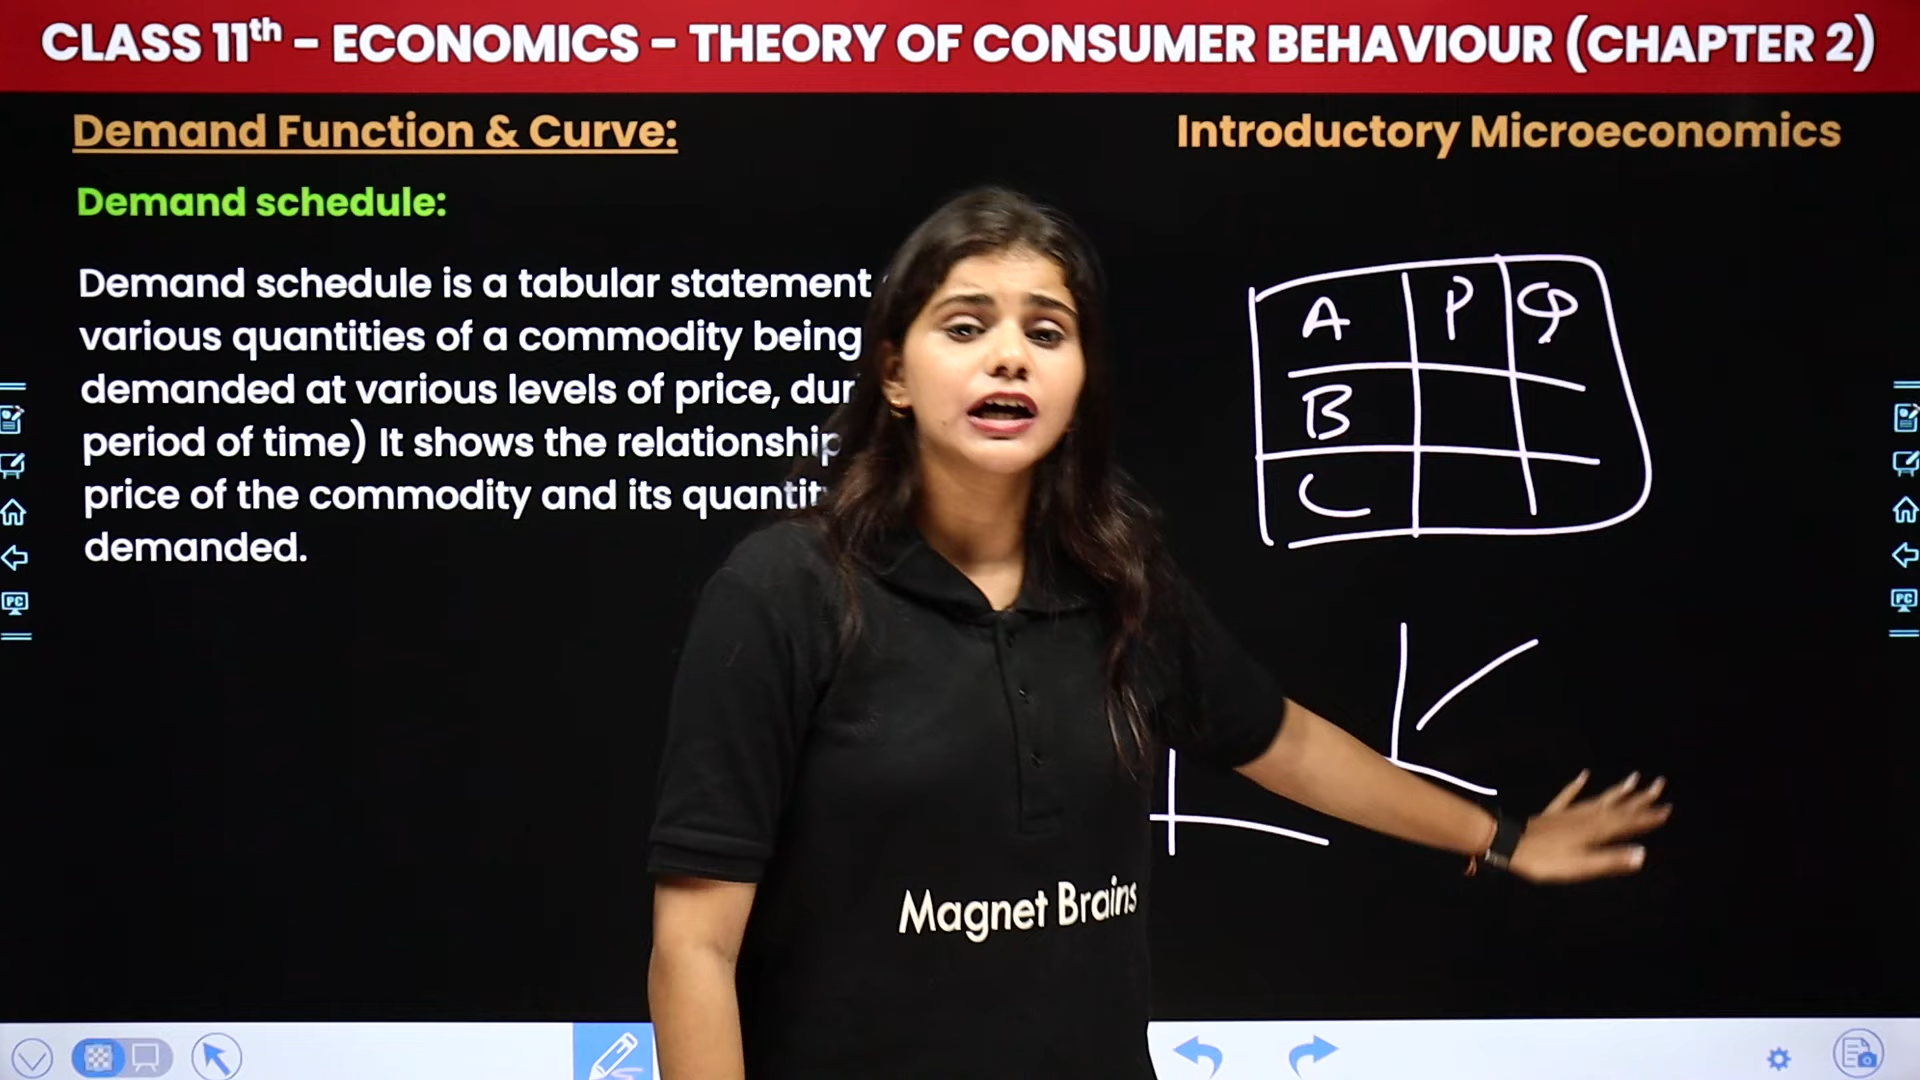 CLASS 11th - ECONOMICS - THEORY OF CONSUMER BEHAVIOUR (CHAPTER 2)
Demand Function & Curve:
Introductory Microeconomics
Demand schedule:
Demand schedule is a tabular statement
various quantities of a commodity being
demanded at various levels of price,
period of time) It shows the relationship
price of the commodity and its
demanded.
A P Q
B
C
PC
PC
Magnet Brains